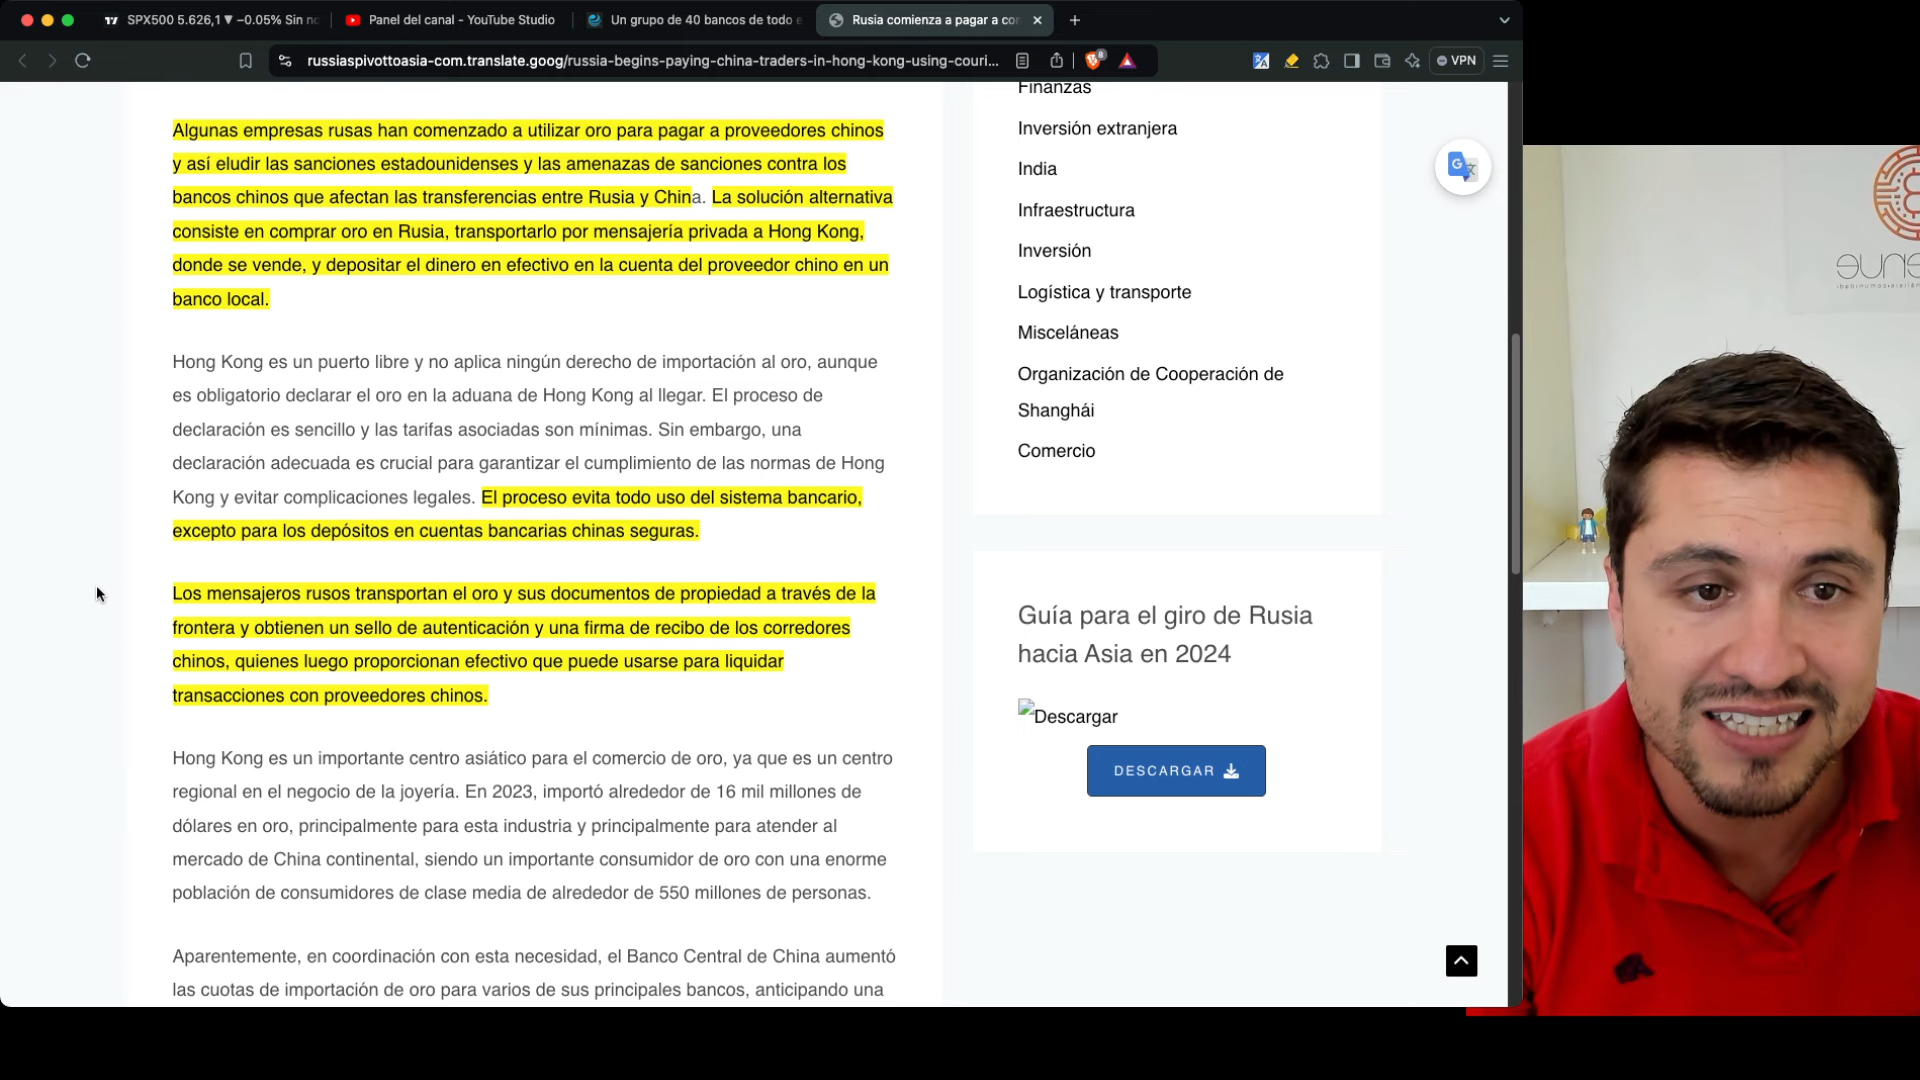 SPX500 5.626,1 ▼ −0.05% Sin no
Panel del canal - YouTube Studio
Un grupo de 40 bancos de todo e
Rusia comienza a pagar a co
russiaspivottoasia-com.translate.goog/russia-begins-paying-china-traders-in-hong-kong-using-couri...
8
VPN
Algunas empresas rusas han comenzado a utilizar oro para pagar a proveedores chinos
y así eludir las sanciones estadounidenses y las amenazas de sanciones contra los
bancos chinos que afectan las transferencias entre Rusia y China. La solución alternativa
consiste en comprar oro en Rusia, transportarlo por mensajería privada a Hong Kong,
donde se vende, y depositar el dinero en efectivo en la cuenta del proveedor chino en un
banco local.
Hong Kong es un puerto libre y no aplica ningún derecho de importación al oro, aunque
es obligatorio declarar el oro en la aduana de Hong Kong al llegar. El proceso de
declaración es sencillo y las tarifas asociadas son mínimas. Sin embargo, una
declaración adecuada es crucial para garantizar el cumplimiento de las normas de Hong
Kong y evitar complicaciones legales. El proceso evita todo uso del sistema bancario,
excepto para los depósitos en cuentas bancarias chinas seguras.
Los mensajeros rusos transportan el oro y sus documentos de propiedad a través de la
frontera y obtienen un sello de autenticación y una firma de recibo de los corredores
chinos, quienes luego proporcionan efectivo que puede usarse para liquidar
transacciones con proveedores chinos.
Hong Kong es un importante centro asiático para el comercio de oro, ya que es un centro
regional en el negocio de la joyería. En 2023, importó alrededor de 16 mil millones de
dólares en oro, principalmente para esta industria y principalmente para atender al
mercado de China continental, siendo un importante consumidor de oro con una enorme
población de consumidores de clase media de alrededor de 550 millones de personas.
Aparentemente, en coordinación con esta necesidad, el Banco Central de China aumentó
las cuotas de importación de oro para varios de sus principales bancos, anticipando una
Finanzas
Inversión extranjera
India
Infraestructura
Inversión
Logística y transporte
Misceláneas
Organización de Cooperación de
Shanghái
Comercio
Guía para el giro de Rusia
hacia Asia en 2024
Descargar
DESCARGAR